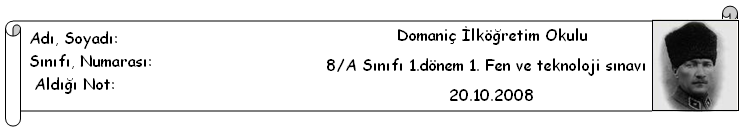 Adı, Soyadı:
Sınıfı, Numarası:
Aldığı Not:
Domaniç İlköğretim Okulu
8/A Sınıfı 1.dönem 1. Fen ve teknoloji sınavı
20.10.2008